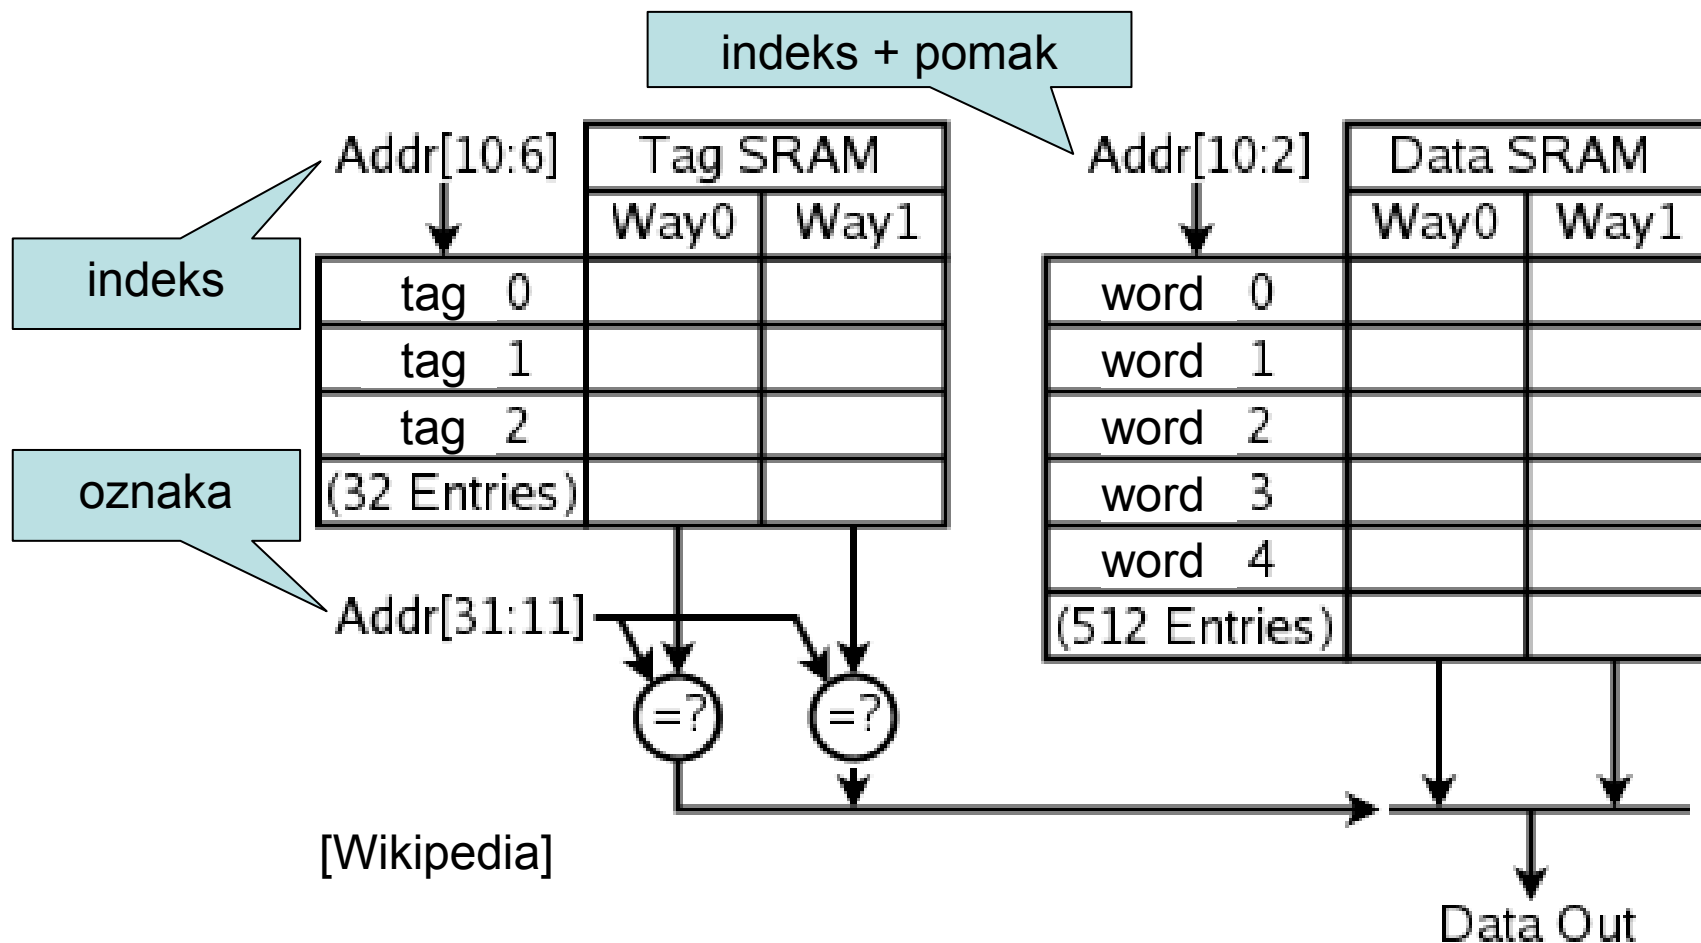 indeks + pomak
Addr[10:6]
Tag SRAM
Addr[10:2]
Data SRAM
Way0 Way1
Way0 Way1
indeks
tag 0
word 0
tag 1
word 1
tag 2
word 2
oznaka
(32 Entries)
word 3
word 4
Addr[31:11]
(512 Entries)
=? =?
[Wikipedia]
Data Out